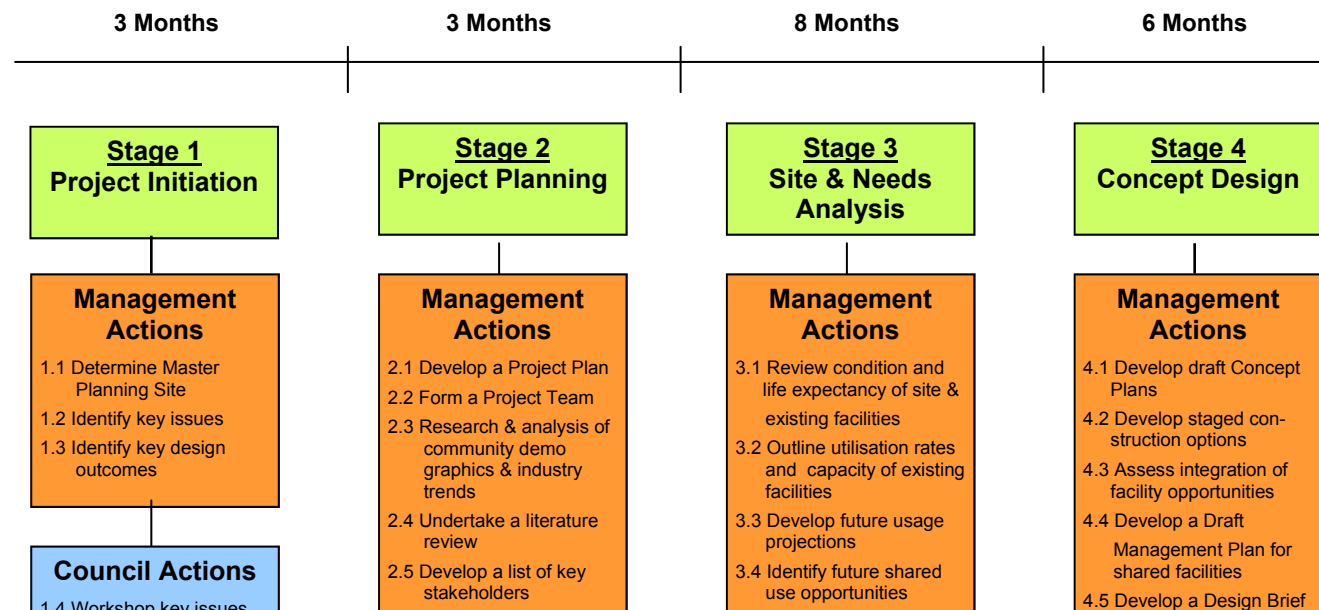 3 Months
3 Months
8 Months
6 Months
Stage 1
Project Initiation
Management
Actions
1.1 Determine Master
Planning Site
1.2 Identify key issues
1.3 Identify key design
outcomes
Council Actions
1.4 Workshop key issues
Stage 2
Project Planning
Management
Actions
2.1 Develop a Project Plan
2.2 Form a Project Team
2.3 Research & analysis of
community demo
graphics & industry
trends
2.4 Undertake a literature
review
2.5 Develop a list of key
stakeholders
Stage 3
Site & Needs
Analysis
Management
Actions
3.1 Review condition and
life expectancy of site &
existing facilities
3.2 Outline utilisation rates
and capacity of existing
facilities
3.3 Develop future usage
projections
3.4 Identify future shared
use opportunities
Stage 4
Concept Design
Management
Actions
4.1 Develop draft Concept
Plans
4.2 Develop staged con-
struction options
4.3 Assess integration of
facility opportunities
4.4 Develop a Draft
Management Plan for
shared facilities
4.5 Develop a Design Brief